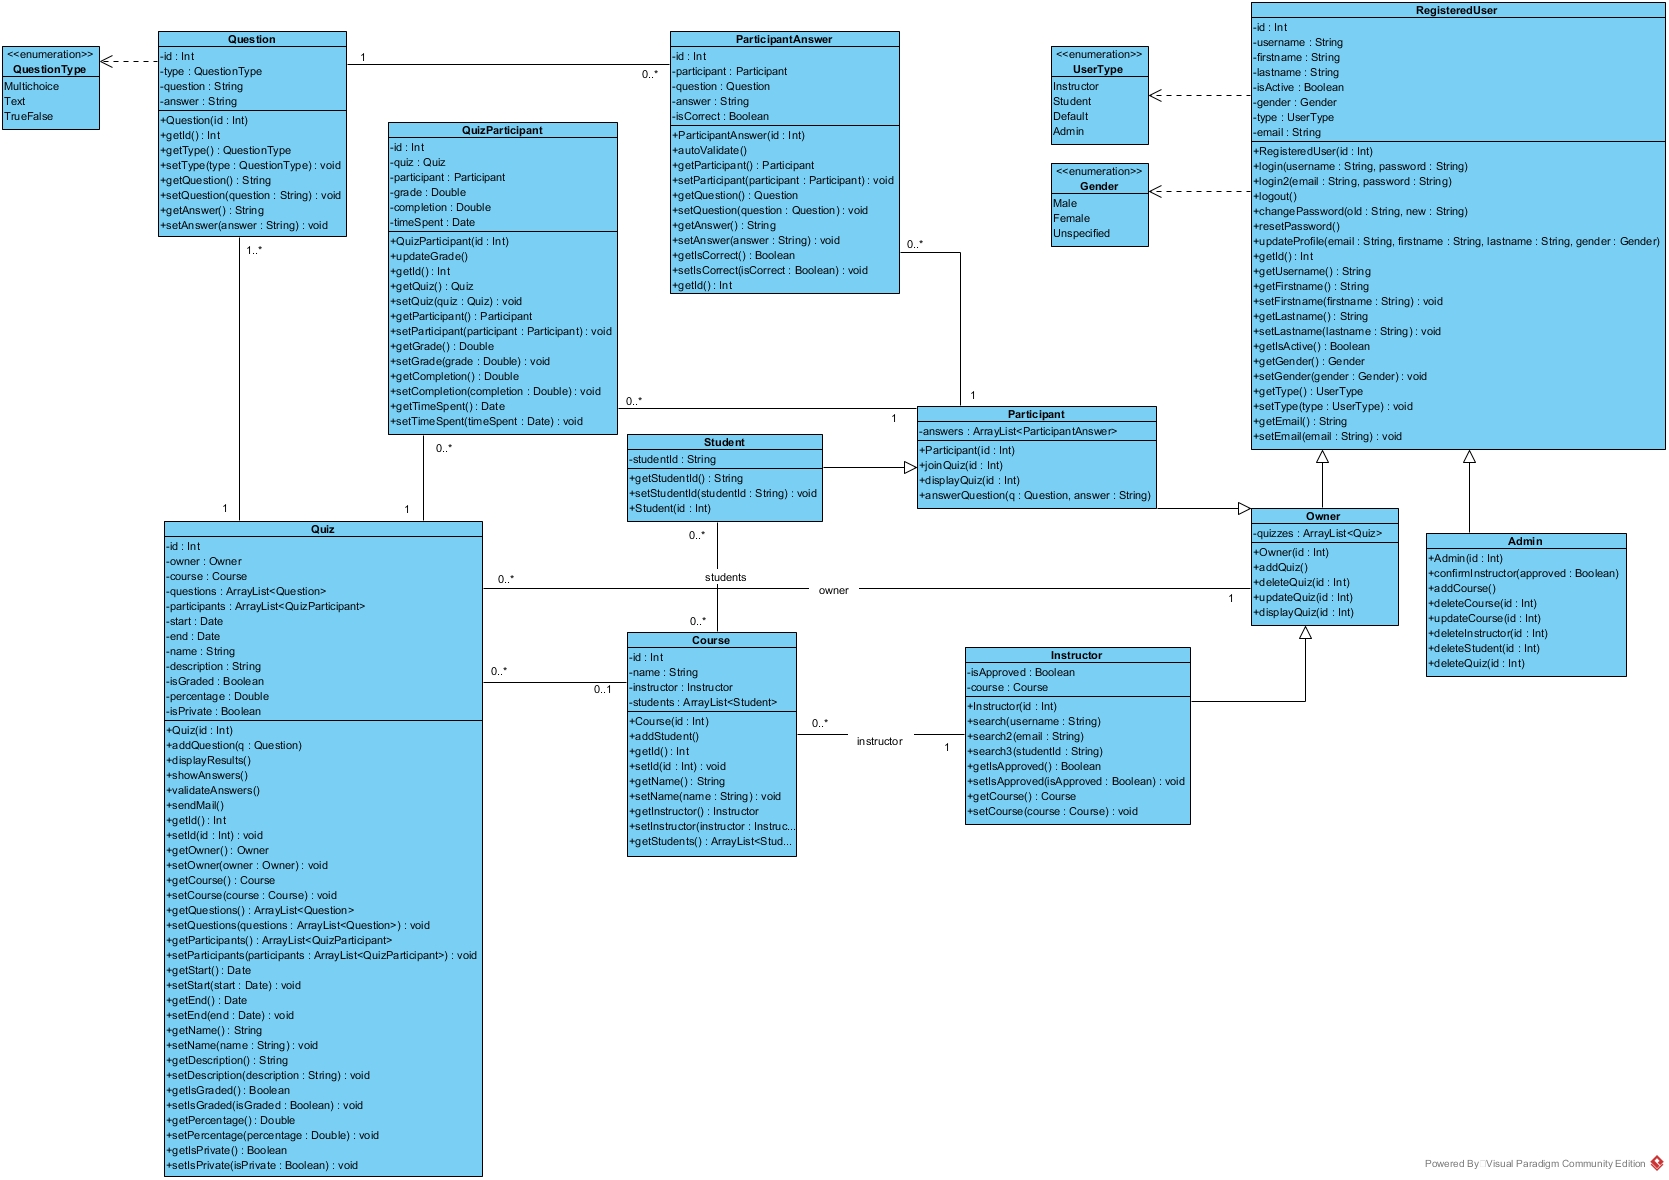 <<enumeration>>
QuestionType
Multichoice
Text
TrueFalse
Question
-id : Int
-type : QuestionType
-question : String
-answer : String
+Question(id : Int)
+getId() : Int
+getType() : QuestionType
+setType(type : QuestionType) : void
+getQuestion() : String
+setQuestion(question : String) : void
+getAnswer() : String
+setAnswer(answer : String) : void
1
0..*
1..*
1
QuizParticipant
-id : Int
-quiz : Quiz
-participant : Participant
-grade : Double
-completion : Double
-timeSpent : Date
+QuizParticipant(id : Int)
+updateGrade()
+getId() : Int
+getQuiz() : Quiz
+setQuiz(quiz : Quiz) : void
+getParticipant() : Participant
+setParticipant(participant : Participant) : void
+getGrade() : Double
+setGrade(grade : Double) : void
+getCompletion() : Double
+setCompletion(completion : Double) : void
+getTimeSpent() : Date
+setTimeSpent(timeSpent : Date) : void
0..*
1
0..*
1
ParticipantAnswer
-id : Int
-participant : Participant
-question : Question
-answer : String
-isCorrect : Boolean
+ParticipantAnswer(id : Int)
+autoValidate()
+getParticipant() : Participant
+setParticipant(participant : Participant) : void
+getQuestion() : Question
+setQuestion(question : Question) : void
+getAnswer() : String
+setAnswer(answer : String) : void
+getIsCorrect() : Boolean
+setIsCorrect(isCorrect : Boolean) : void
+getId() : Int
0..*
1
<<enumeration>>
UserType
Instructor
Student
Default
Admin
<<enumeration>>
Gender
Male
Female
Unspecified
RegisteredUser
-id : Int
-username : String
-firstname : String
-lastname : String
-isActive : Boolean
-gender : Gender
-type : UserType
-email : String
+RegisteredUser(id : Int)
+login(username : String, password : String)
+login2(email : String, password : String)
+logout()
+changePassword(old : String, new : String)
+resetPassword()
+updateProfile(email : String, firstname : String, lastname : String, gender : Gender)
+getId() : Int
+getUsername() : String
+getFirstname() : String
+setFirstname(firstname : String) : void
+getLastname() : String
+setLastname(lastname : String) : void
+getIsActive() : Boolean
+getGender() : Gender
+setGender(gender : Gender) : void
+getType() : UserType
+setType(type : UserType) : void
+getEmail() : String
+setEmail(email : String) : void
Participant
-answers : ArrayList<ParticipantAnswer>
+Participant(id : Int)
+joinQuiz(id : Int)
+displayQuiz(id : Int)
+answerQuestion(q : Question, answer : String)
Student
-studentId : String
+getStudentId() : String
+setStudentId(studentId : String) : void
+Student(id : Int)
0..*
students
0..*
Owner
-quizzes : ArrayList<Quiz>
+Owner(id : Int)
+addQuiz()
+deleteQuiz(id : Int)
+updateQuiz(id : Int)
+displayQuiz(id : Int)
Admin
+Admin(id : Int)
+confirmInstructor(approved : Boolean)
+addCourse()
+deleteCourse(id : Int)
+updateCourse(id : Int)
+deleteInstructor(id : Int)
+deleteStudent(id : Int)
+deleteQuiz(id : Int)
Quiz
-id : Int
-owner : Owner
-course : Course
-questions : ArrayList<Question>
-participants : ArrayList<QuizParticipant>
-start : Date
-end : Date
-name : String
-description : String
-isGraded : Boolean
-percentage : Double
-isPrivate : Boolean
+Quiz(id : Int)
+addQuestion(q : Question)
+displayResults()
+showAnswers()
+validateAnswers()
+sendMail()
+getId() : Int
+setId(id : Int) : void
+getOwner() : Owner
+setOwner(owner : Owner) : void
+getCourse() : Course
+setCourse(course : Course) : void
+getQuestions() : ArrayList<Question>
+setQuestions(questions : ArrayList<Question>) : void
+getParticipants() : ArrayList<QuizParticipant>
+setParticipants(participants : ArrayList<QuizParticipant>) : void
+getStart() : Date
+setStart(start : Date) : void
+getEnd() : Date
+setEnd(end : Date) : void
+getName() : String
+setName(name : String) : void
+getDescription() : String
+setDescription(description : String) : void
+getIsGraded() : Boolean
+setIsGraded(isGraded : Boolean) : void
+getPercentage() : Double
+setPercentage(percentage : Double) : void
+getIsPrivate() : Boolean
+setIsPrivate(isPrivate : Boolean) : void
0..*
owner
1
0..*
0..1
Course
-id : Int
-name : String
-instructor : Instructor
-students : ArrayList<Student>
+Course(id : Int)
+addStudent()
+getId() : Int
+setId(id : Int) : void
+getName() : String
+setName(name : String) : void
+getInstructor() : Instructor
+setInstructor(instructor : Instruc...
+getStudents() : ArrayList<Stud...
0..*
instructor
1
Instructor
-isApproved : Boolean
-course : Course
+Instructor(id : Int)
+search(username : String)
+search2(email : String)
+search3(studentId : String)
+getIsApproved() : Boolean
+setIsApproved(isApproved : Boolean) : void
+getCourse() : Course
+setCourse(course : Course) : void
Powered By Visual Paradigm Community Edition